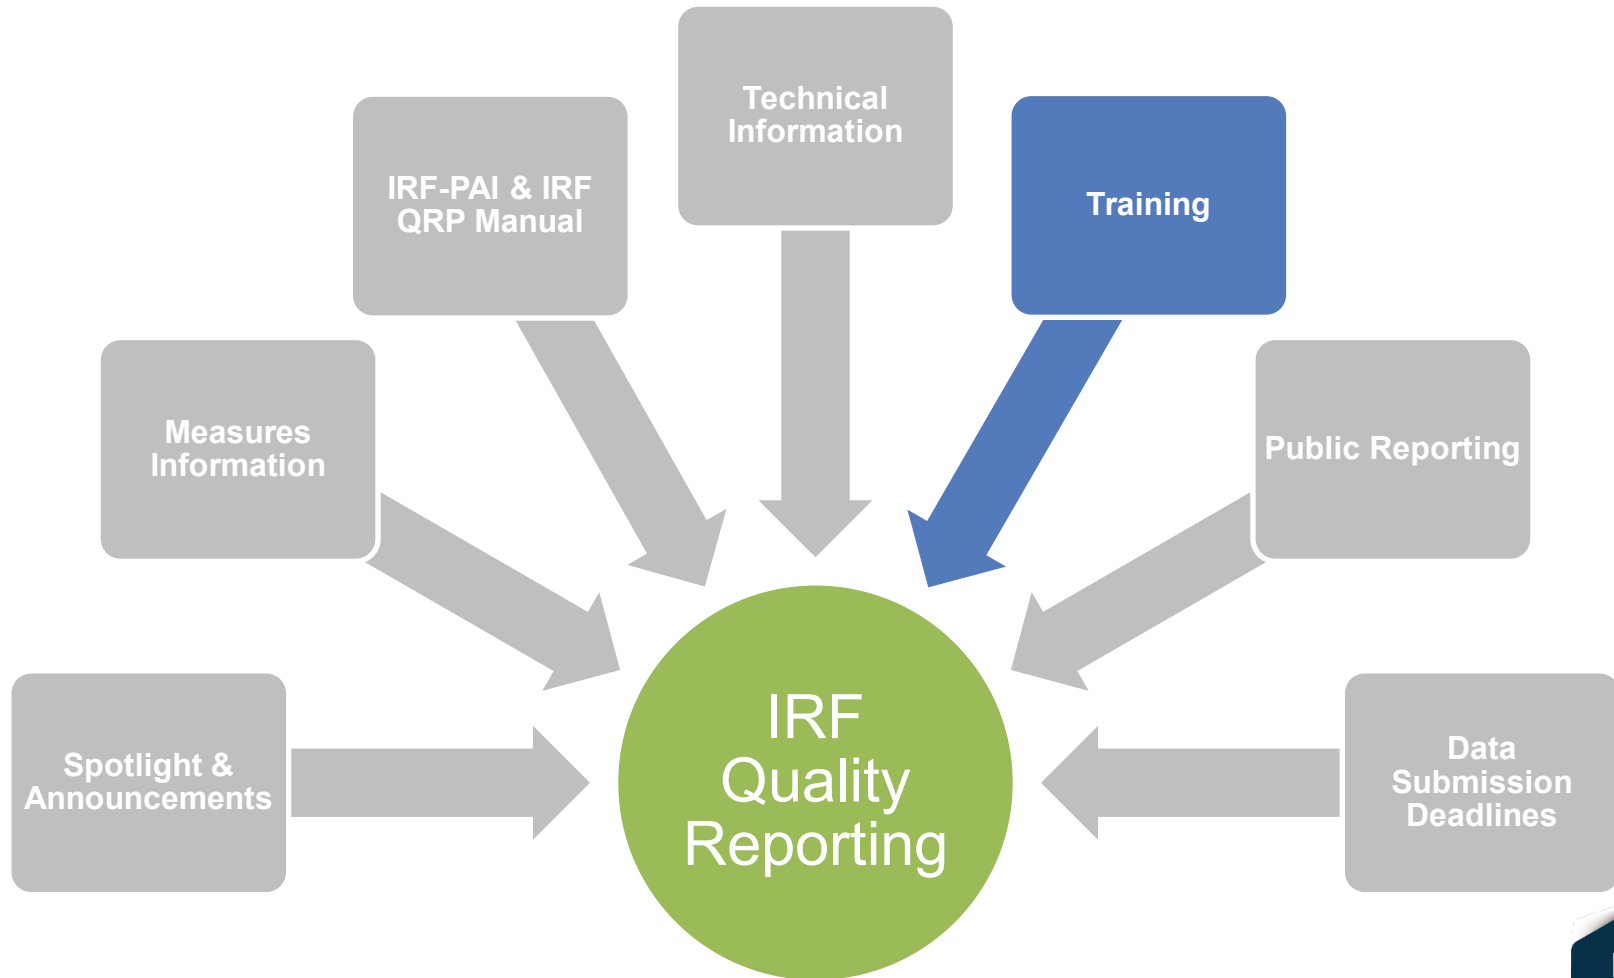 Technical
Information
IRF-PAI & IRF
QRP Manual
Training
Measures
Information
Public Reporting
Spotlight &
Announcements
IRF
Quality
Reporting
Data
Submission
Deadlines